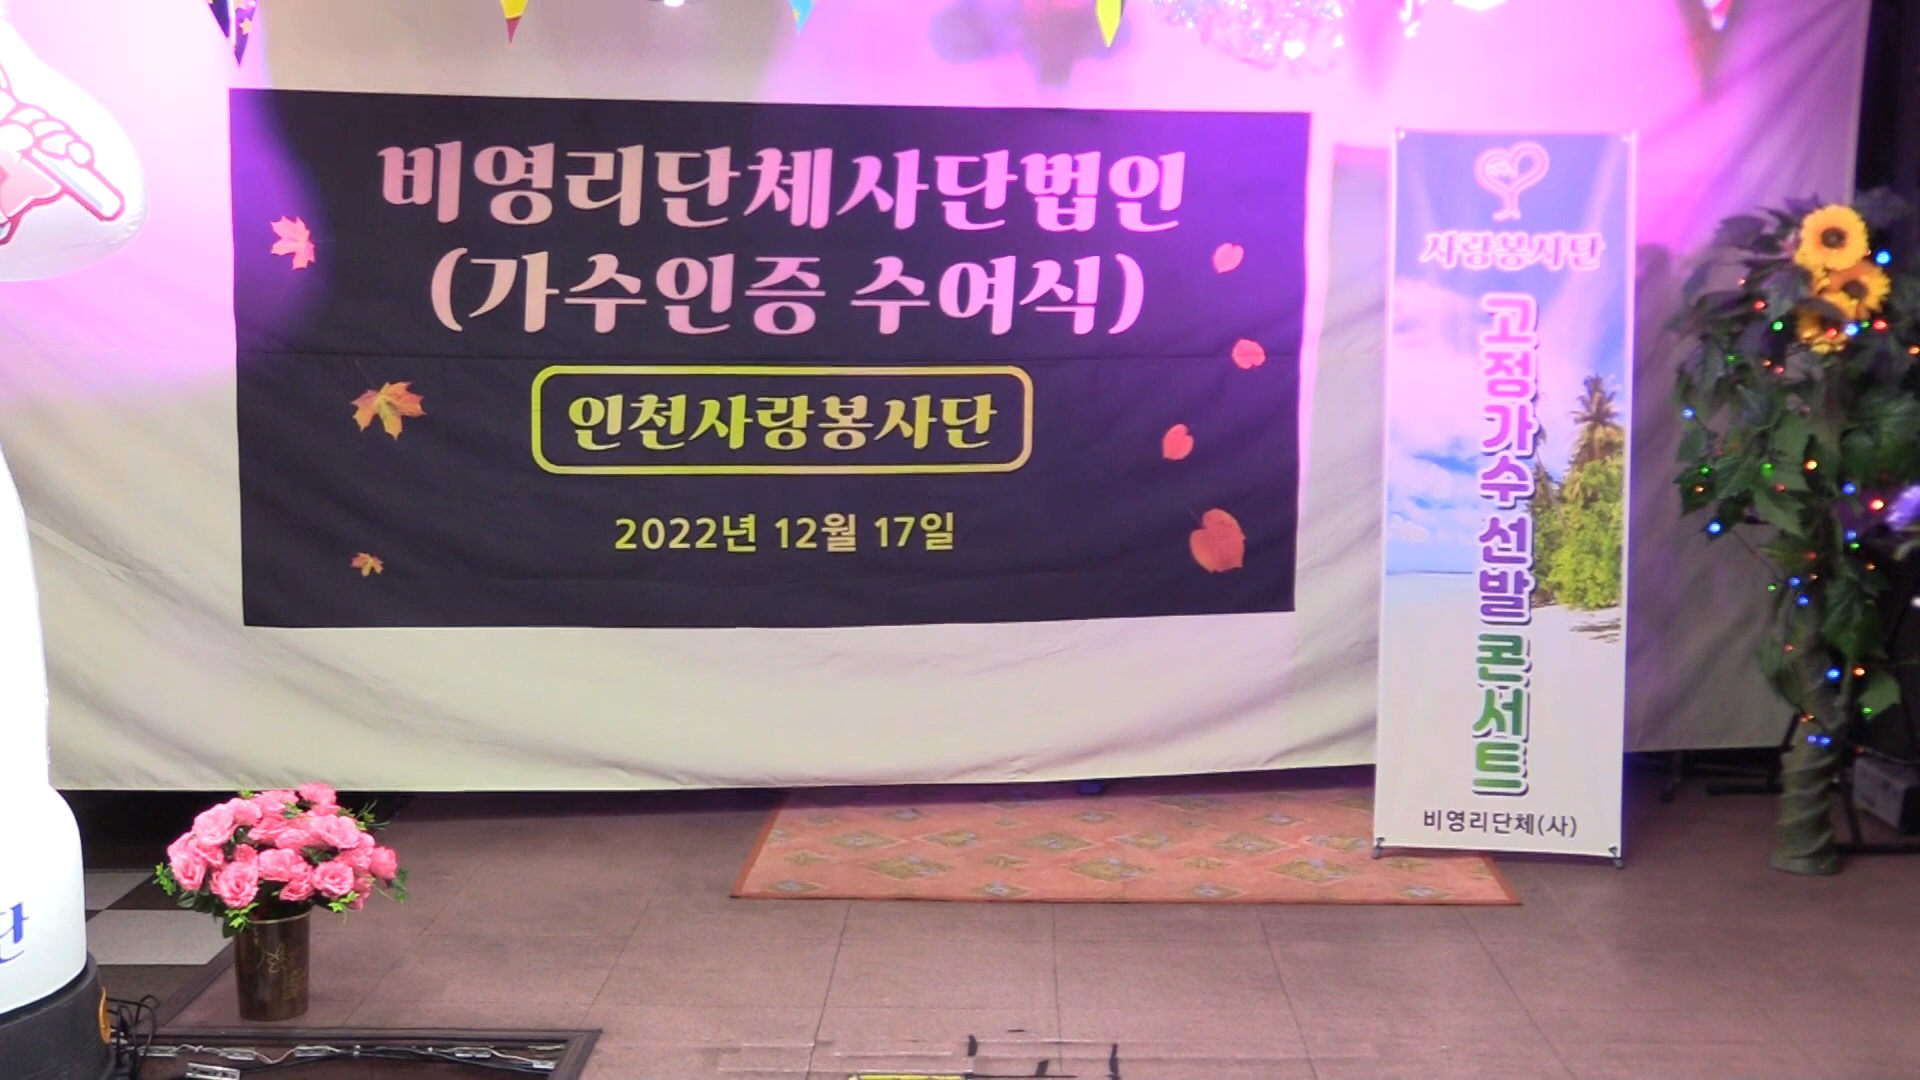 비영리단체사단법인
(가수인증 수여식)
인천사랑봉사단
2022년 12월 17일
사랑봉사단
고정가수선발콘서트
비영리단체(사)
단